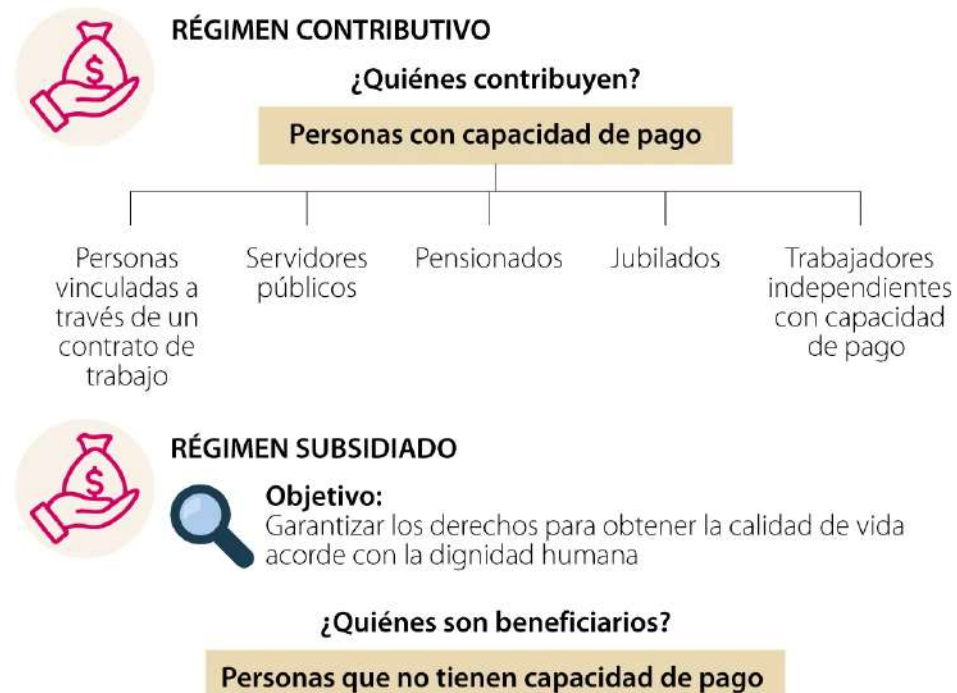 RÉGIMEN CONTRIBUTIVO
¿Quiénes contribuyen?
Personas con capacidad de pago
Personas
vinculadas a
través de un
contrato de
trabajo
Servidores
públicos
Pensionados
Jubilados
Trabajadores
independientes
con capacidad
de pago
RÉGIMEN SUBSIDIADO
Objetivo:
Garantizar los derechos para obtener la calidad de vida
acorde con la dignidad humana
¿Quiénes son beneficiarios?
Personas que no tienen capacidad de pago